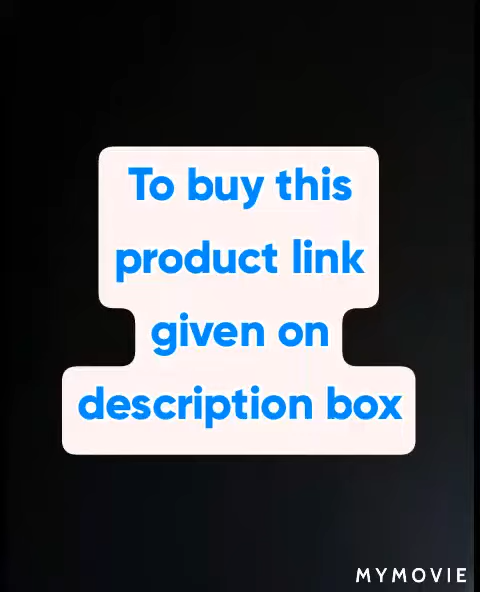 To buy this
product link
given on
description box
MYMOVIE